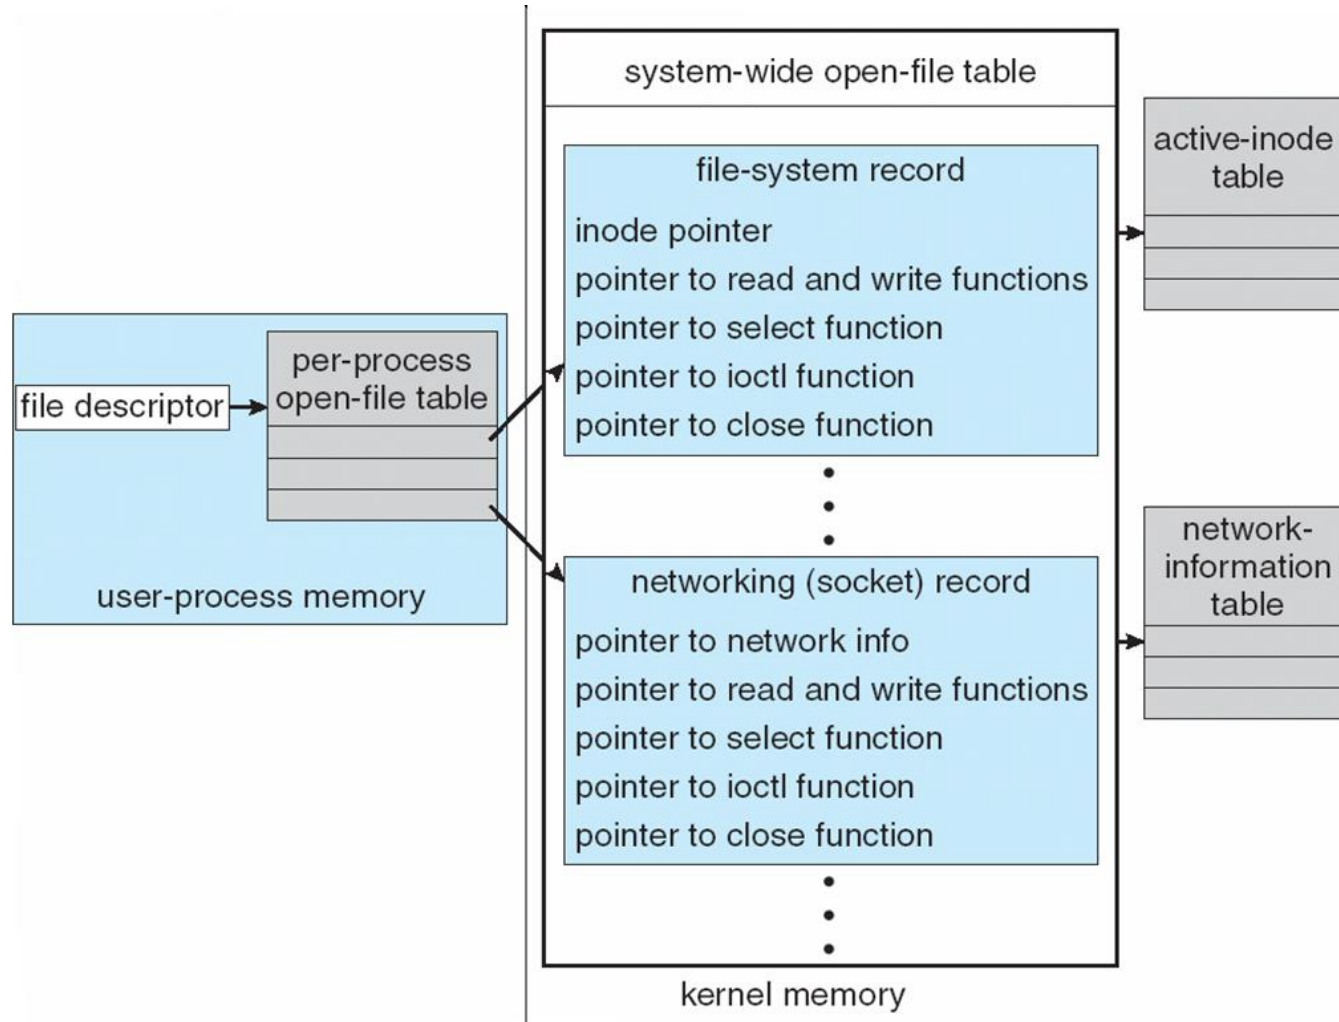 file descriptor
per-process
open-file table
user-process memory
system-wide open-file table
file-system record
inode pointer
pointer to read and write functions
pointer to select function
pointer to ioctl function
pointer to close function
networking (socket) record
pointer to network info
pointer to read and write functions
pointer to select function
pointer to ioctl function
pointer to close function
kernel memory
active-inode
table
network-
information
table